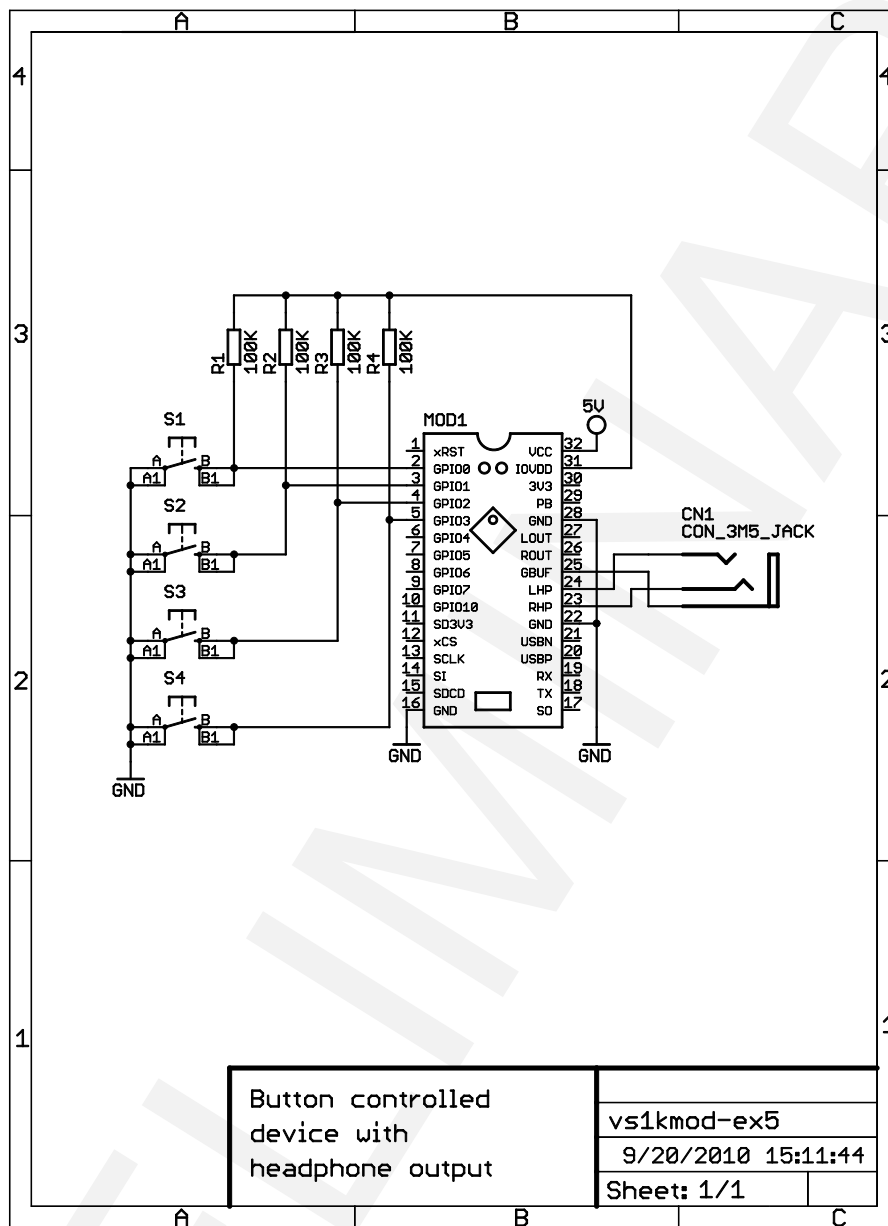 A B C
4 4
3 3
2 2
1 1
A B C
R1 100K
R2 100K
R3 100K
R4 100K
S1
A B
A1 B1
S2
A B
A1 B1
S3
A B
A1 B1
S4
A B
A1 B1
GND
MOD1
1 xRST
2 GPIO0
3 GPIO1
4 GPIO2
5 GPIO3
6 GPIO4
7 GPIO5
8 GPIO6
9 GPIO7
10 GPIO10
11 SD3V3
12 xCS
13 SCLK
14 SI
15 SDCD
16 GND
GND
5V
VCC 32
IOVDD 31
3V3 30
PB 29
GND 28
LOUT 27
ROUT 26
GBUF 25
LHP 24
RHP 23
GND 22
USBN 21
USBP 20
RX 19
TX 18
SO 17
GND
CN1
CON_3M5_JACK
Button controlled
device with
headphone output
vs1kmod-ex5
9/20/2010 15:11:44
Sheet: 1/1